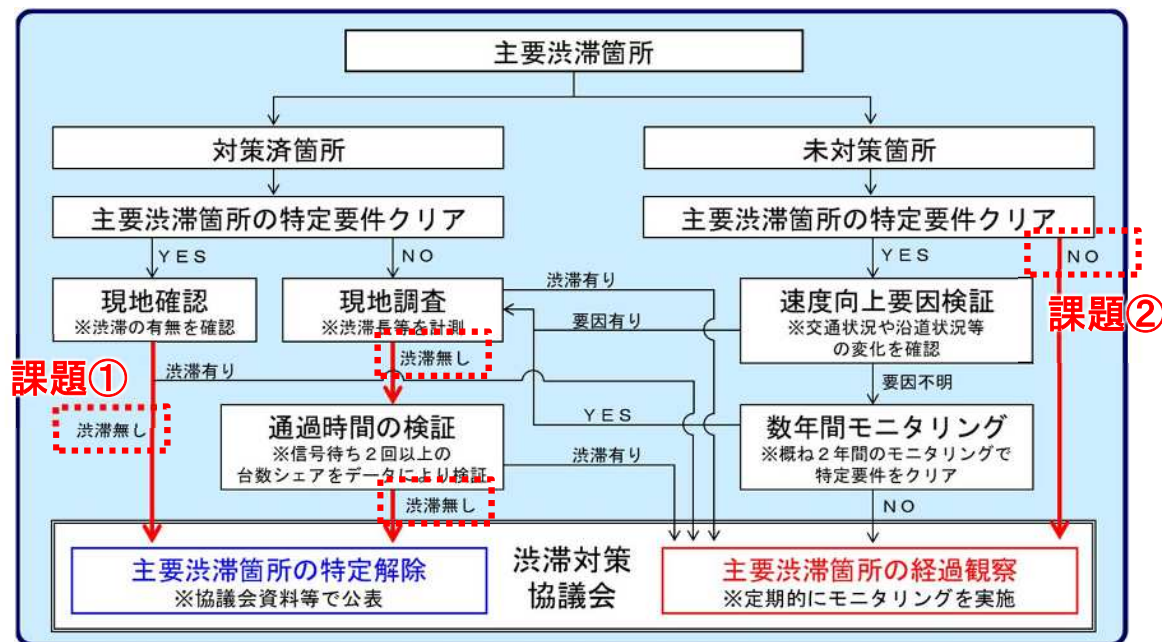 主要渋滞箇所
対策済箇所
未対策箇所
主要渋滞箇所の特定要件クリア
主要渋滞箇所の特定要件クリア
YES
NO
YES
NO
課題②
現地確認
※渋滞の有無を確認
現地調査
※渋滞長等を計測
渋滞有り
要因有り
速度向上要因検証
※交通状況や沿道状況等
の変化を確認
渋滞無し
課題①
渋滞有り
渋滞無し
要因不明
通過時間の検証
※信号待ち2回以上の
台数シェアをデータにより検証
YES
渋滞有り
数年間モニタリング
※概ね2年間のモニタリングで
特定要件をクリア
渋滞無し
NO
主要渋滞箇所の特定解除
※協議会資料等で公表
渋滞対策
協議会
主要渋滞箇所の経過観察
※定期的にモニタリングを実施